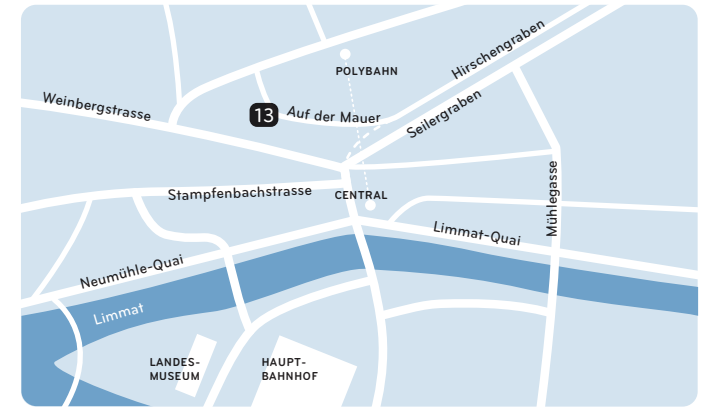 Hirschengraben
POLYBAHN
Weinbergstrasse
13
Auf der Mauer
Seilergraben
Stampfenbachstrasse
CENTRAL
Mühlegasse
Limmat-Quai
Neumühle-Quai
Limmat
LANDES-
MUSEUM
HAUPT-
BAHNHOF